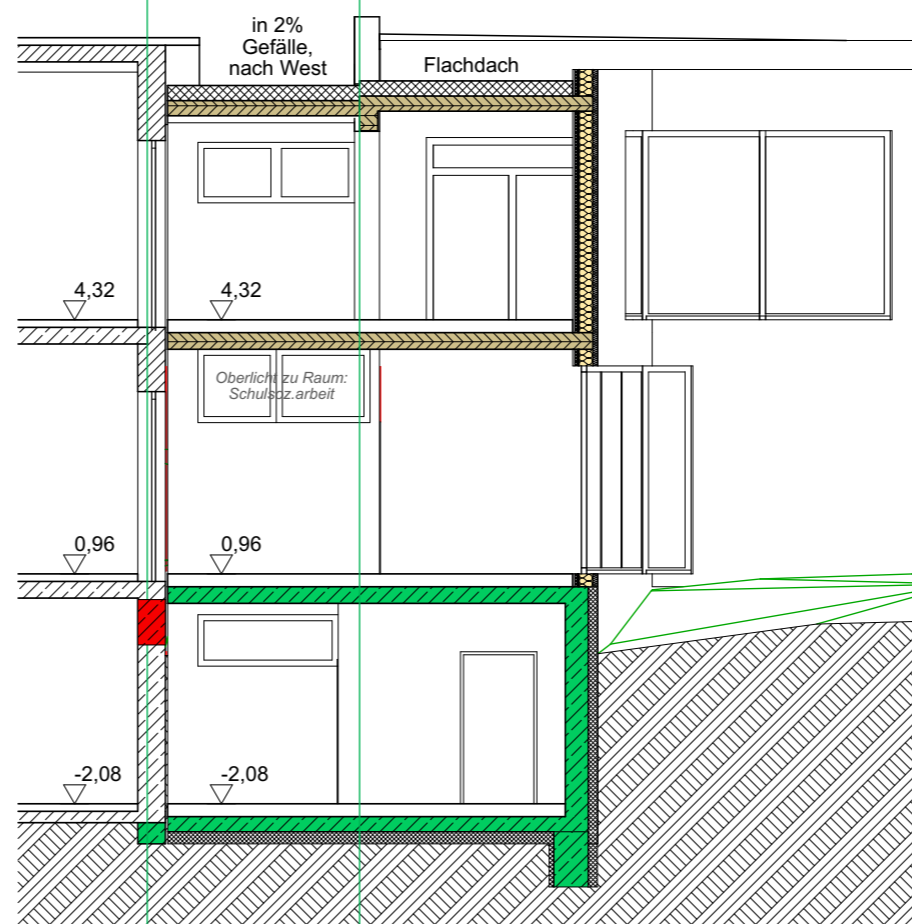 in 2%
Gefälle,
nach West
Flachdach
4,32
4,32
Oberlicht zu Raum:
Schulsoz.arbeit
0,96
0,96
-2,08
-2,08